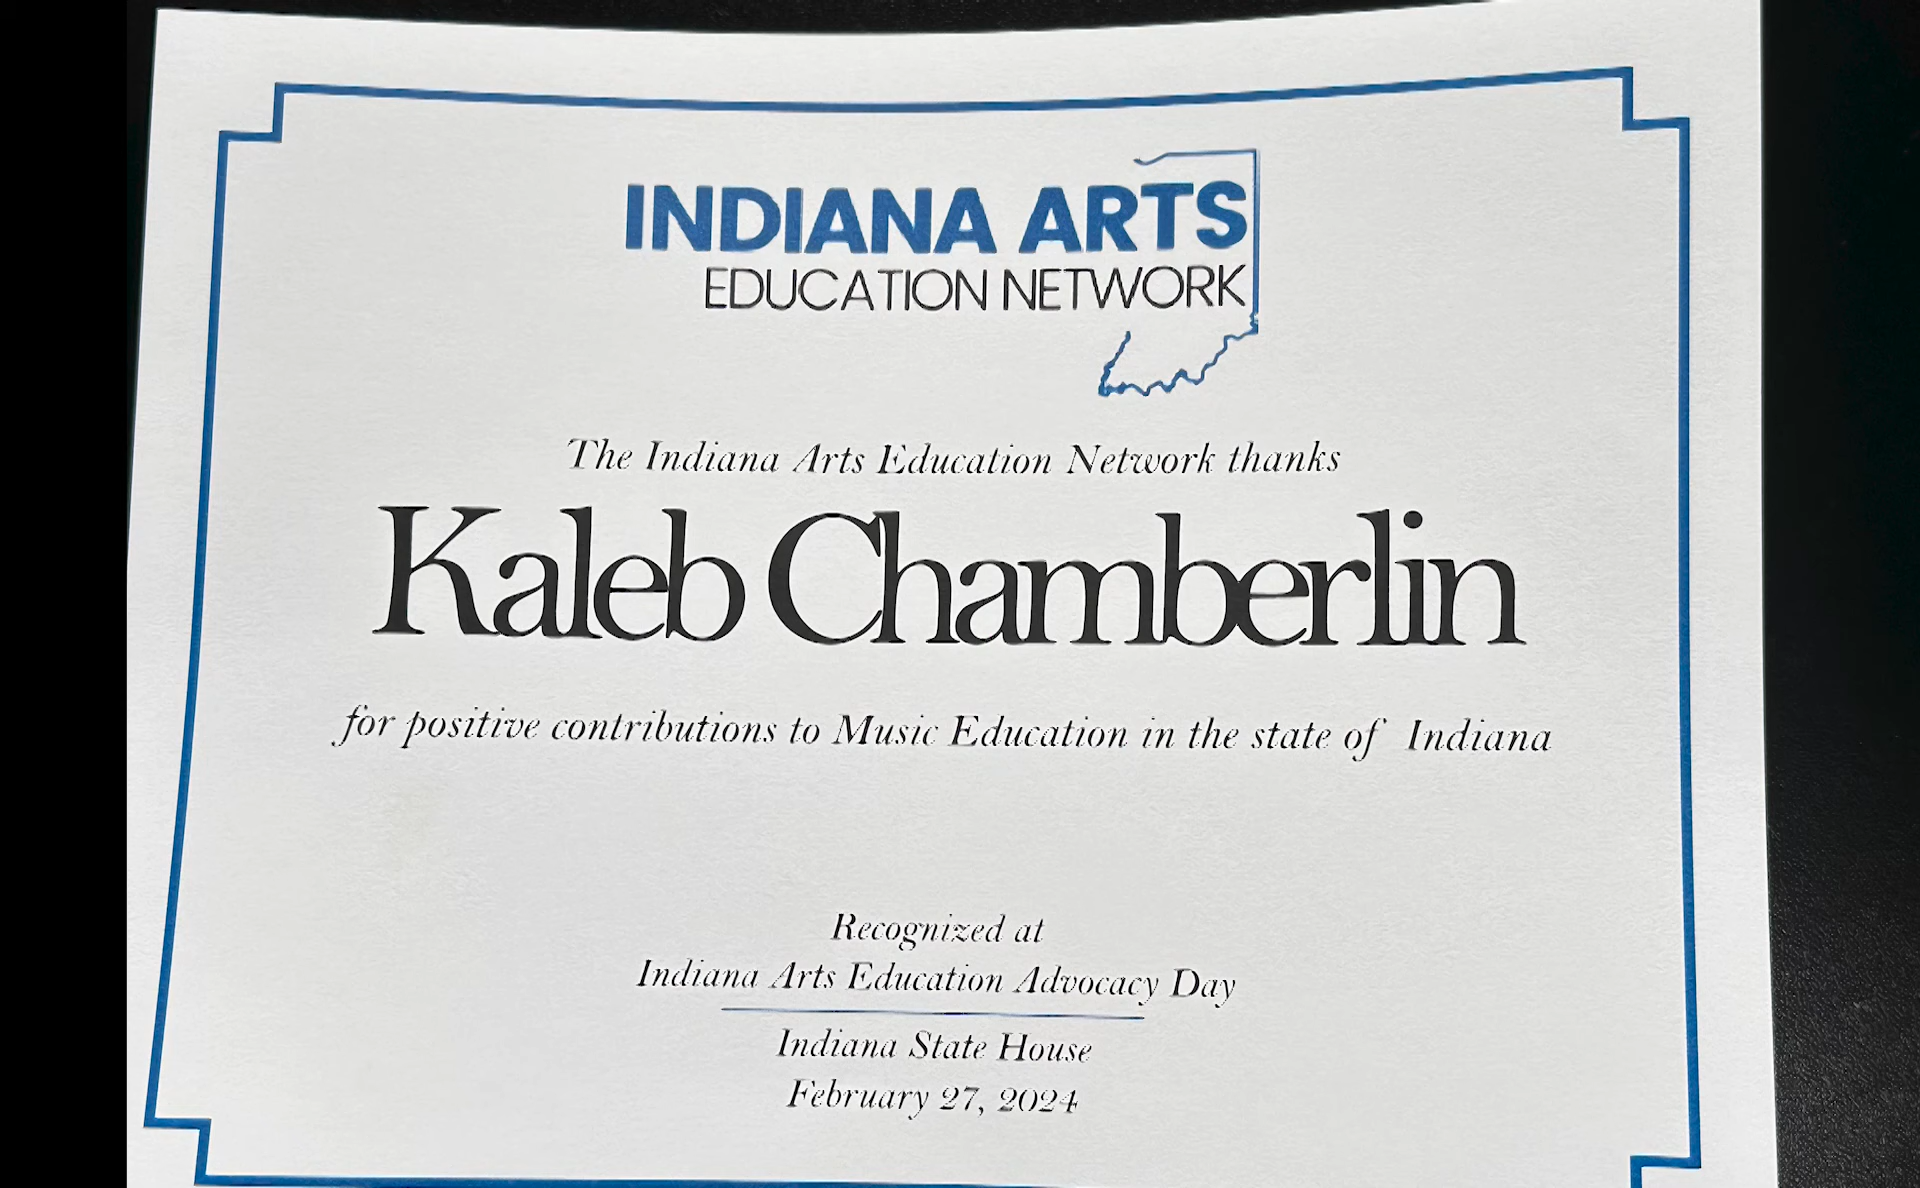 INDIANA ARTS
EDUCATION NETWORK
The Indiana Arts Education Network thanks
Kaleb Chamberlin
for positive contributions to Music Education in the state of Indiana
Recognized at
Indiana Arts Education Advocacy Day
Indiana State House
February 27, 2024